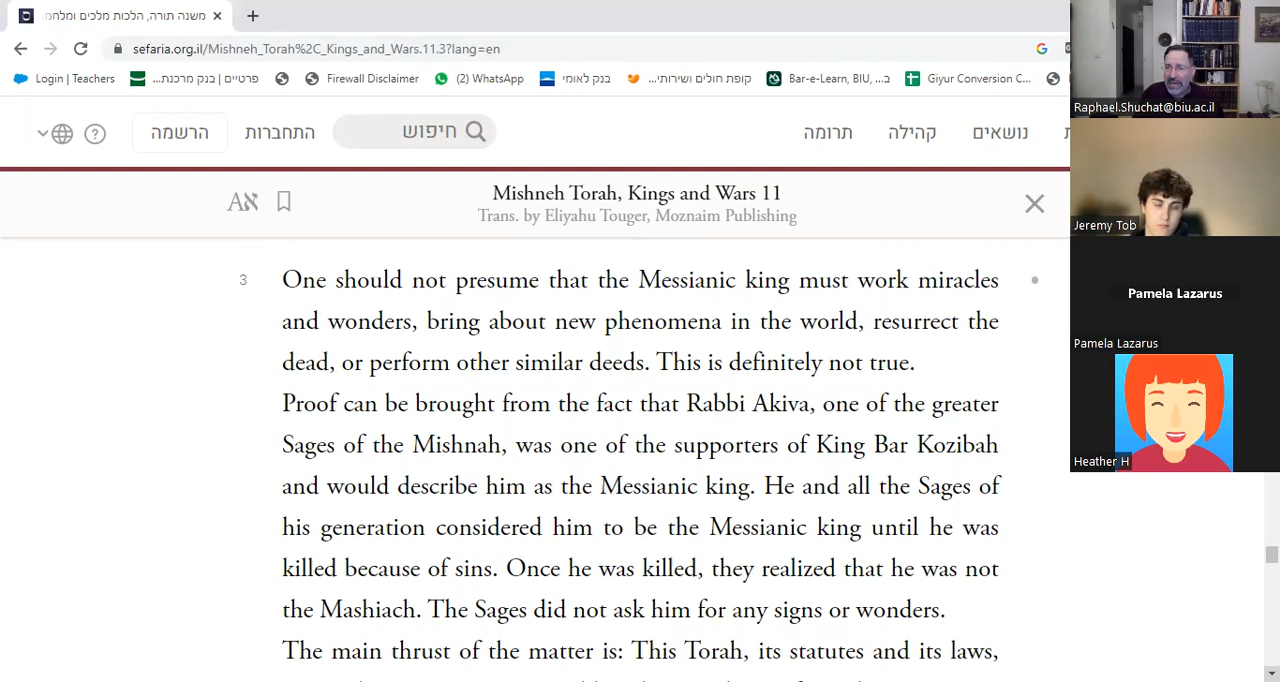 משנה תורה, הלכות מלכים ומלחמו
sefaria.org.il/Mishneh_Torah%2C_Kings_and_Wars.11.3?lang=en
Login | Teachers
פרטיים | בנק מרכנת...
Firewall Disclaimer
(2) WhatsApp
בנק לאומי
קופת חולים ושירותי...
Bar-e-Learn, BIU, ...ב
Giyur Conversion C...
הרשמה
התחברות
חיפוש
תרומה
קהילה
נושאים
Mishneh Torah, Kings and Wars 11
Trans. by Eliyahu Touger, Moznaim Publishing
3
One should not presume that the Messianic king must work miracles
and wonders, bring about new phenomena in the world, resurrect the
dead, or perform other similar deeds. This is definitely not true.
Proof can be brought from the fact that Rabbi Akiva, one of the greater
Sages of the Mishnah, was one of the supporters of King Bar Kozibah
and would describe him as the Messianic king. He and all the Sages of
his generation considered him to be the Messianic king until he was
killed because of sins. Once he was killed, they realized that he was not
the Mashiach. The Sages did not ask him for any signs or wonders.
The main thrust of the matter is: This Torah, its statutes and its laws,
Raphael.Shuchat@biu.ac.il
Jeremy Tob
Pamela Lazarus
Pamela Lazarus
Heather H